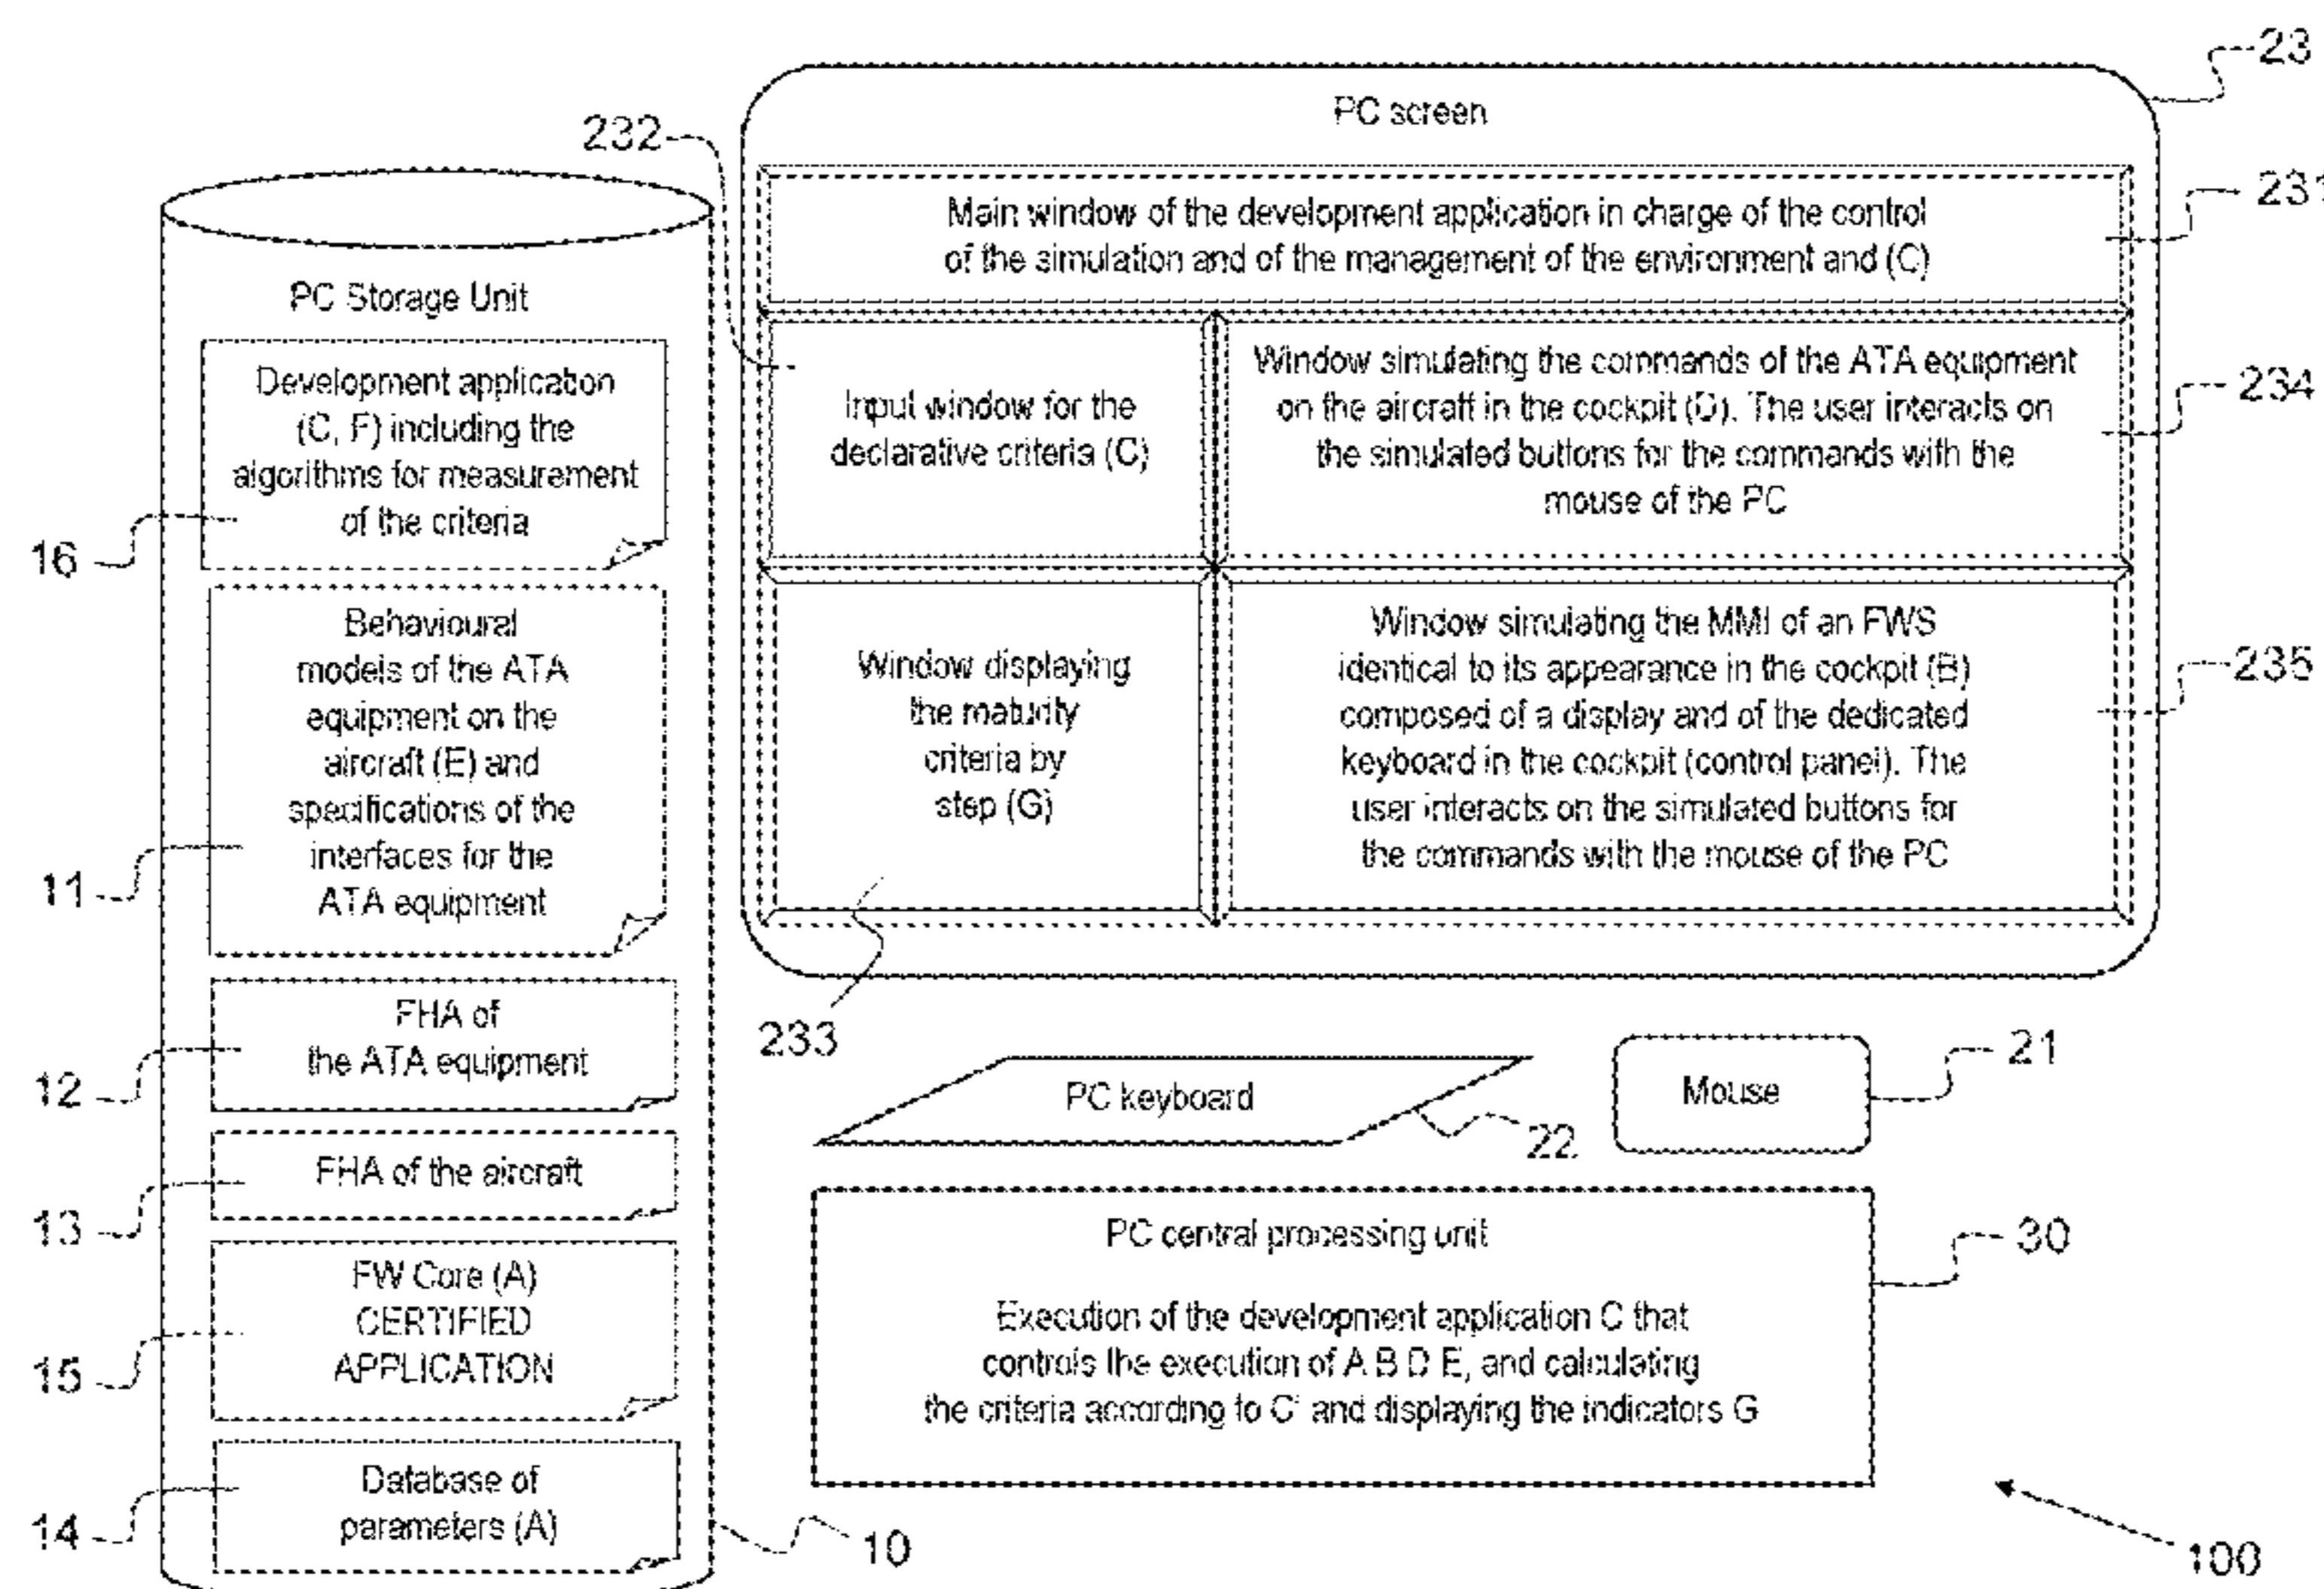 23
PC screen
232
231
Main window of the development application in charge of the control
of the simulation and of the management of the environment and (C)
PC Storage Unit
Development application
(C, F) including the
algorithms for measurement
of the criteria
16
Input window for the
declarative criteria (C)
Window simulating the commands of the ATA equipment
on the aircraft in the cockpit (D). The user interacts on
the simulated buttons for the commands with the
mouse of the PC
234
Behavioural
models of the ATA
equipment on the
aircraft (E) and
specifications of the
interfaces for the
ATA equipment
11
Window displaying
the maturity
criteria by
step (G)
Window simulating the MMI of an FWS
identical to its appearance in the cockpit (B)
composed of a display and of the dedicated
keyboard in the cockpit (control panel). The
user interacts on the simulated buttons for
the commands with the mouse of the PC
235
233
FHA of
the ATA equipment
12
PC keyboard
22
Mouse
21
FHA of the aircraft
13
FW Core (A)
CERTIFIED
APPLICATION
15
PC central processing unit
Execution of the development application C that
controls the execution of A B D E, and calculating
the criteria according to C' and displaying the indicators G
30
Database of
parameters (A)
14
10
100